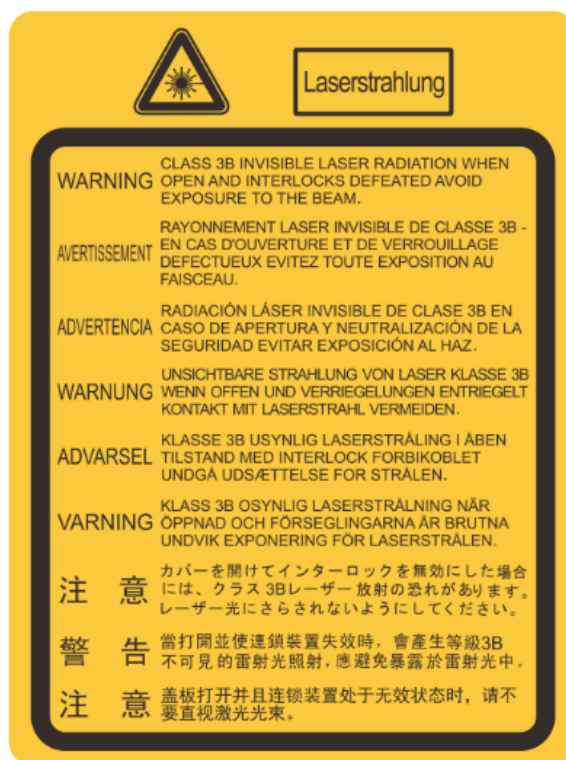 Laserstrahlung
WARNING
CLASS 3B INVISIBLE LASER RADIATION WHEN
OPEN AND INTERLOCKS DEFEATED AVOID
EXPOSURE TO THE BEAM.
AVERTISSEMENT
RAYONNEMENT LASER INVISIBLE DE CLASSE 3B -
EN CAS D'OUVERTURE ET DE VERROUILLAGE
DEFECTUEUX EVITEZ TOUTE EXPOSITION AU
FAISCEAU.
ADVERTENCIA
RADIACIÓN LÁSER INVISIBLE DE CLASE 3B EN
CASO DE APERTURA Y NEUTRALIZACIÓN DE LA
SEGURIDAD EVITAR EXPOSICIÓN AL HAZ.
WARNUNG
UNSICHTBARE STRAHLUNG VON LASER KLASSE 3B
WENN OFFEN UND VERRIEGELUNGEN ENTRIEGELT
KONTAKT MIT LASERSTRAHL VERMEIDEN.
ADVARSEL
KLASSE 3B USYNLIG LASERSTRÅLING I ÅBEN
TILSTAND MED INTERLOCK FORBIKOBLET
UNDGÅ UDSÆTTELSE FOR STRÅLEN.
VARNING
KLASS 3B OSYNLIG LASERSTRÅLNING NÄR
ÖPPNAD OCH FÖRSEGLINGARNA ÄR BRUTNA
UNDVIK EXPONERING FÖR LASERSTRÅLEN.
注 意
カバーを開けてインターロックを無効にした場合
には、クラス 3Bレーザー放射の恐れがあります。
レーザー光にさらされないようにしてください。
警 告
當打開並使連鎖裝置失效時，會產生等級3B
不可見的雷射光照射，應避免暴露於雷射光中。
注 意
盖板打开并且连锁装置处于无效状态时，请不
要直视激光光束。